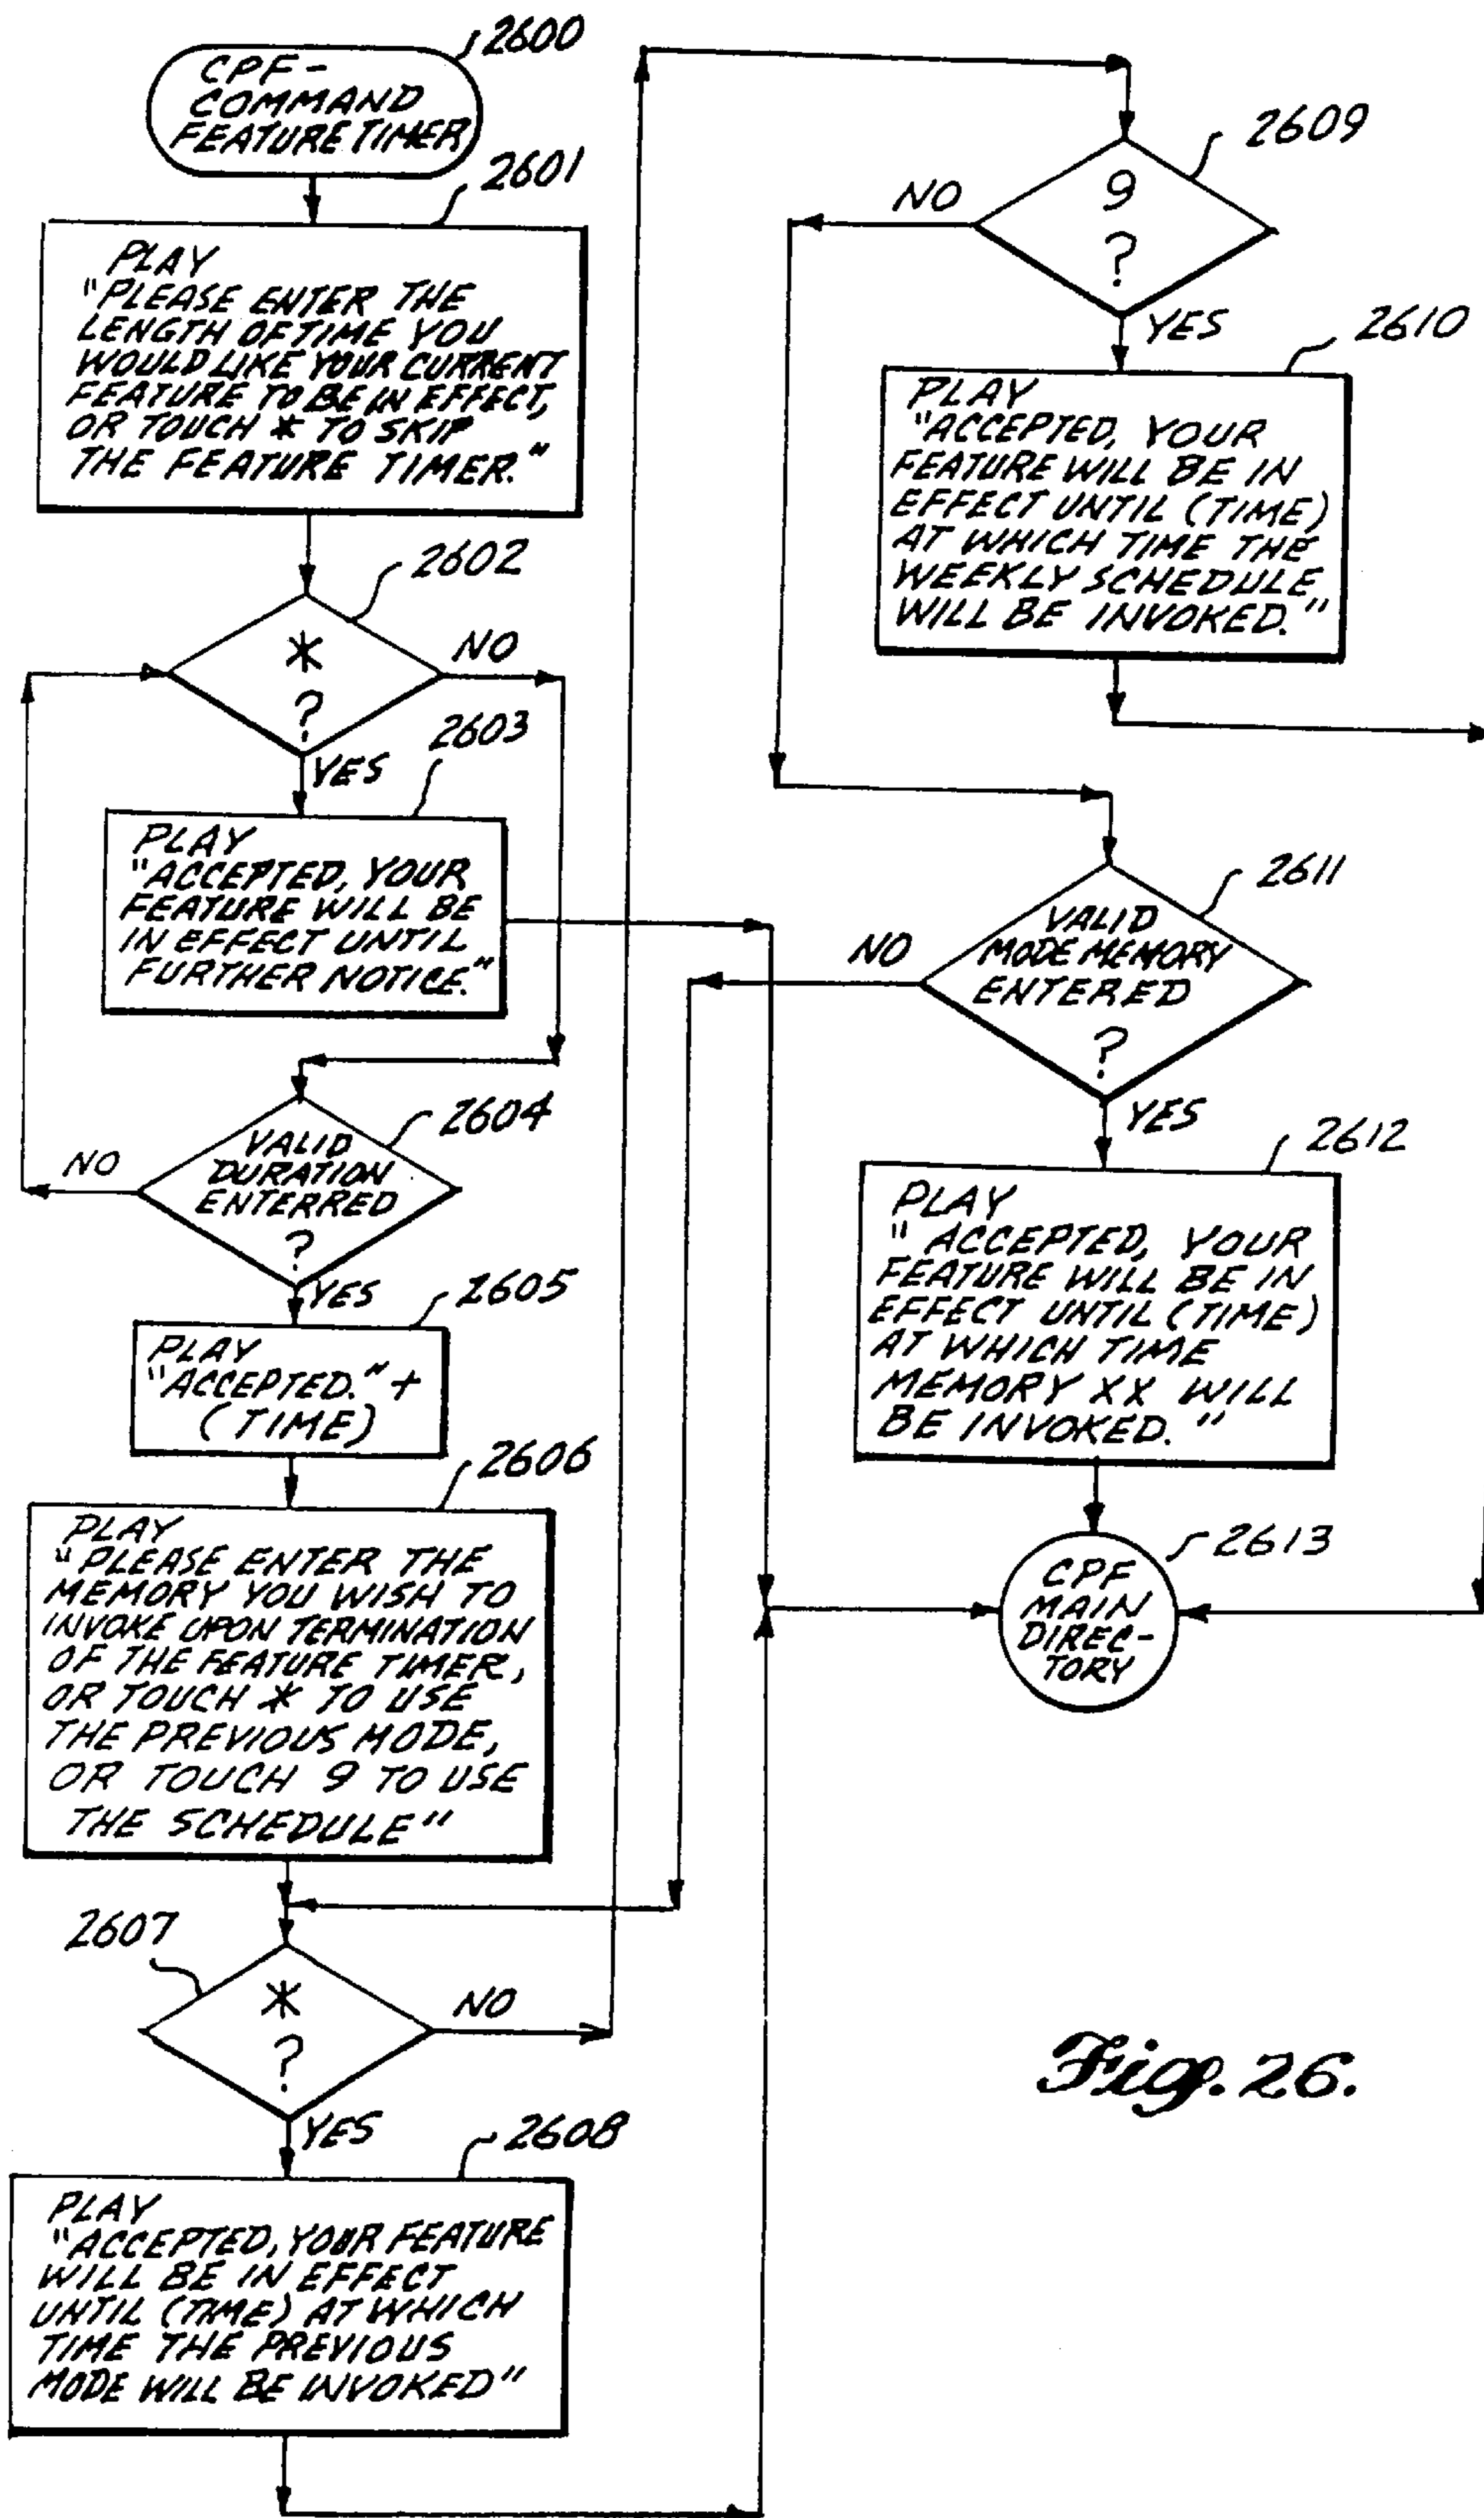 2600
CPF-
COMMAND
FEATURE TIMER
2601
PLAY
"PLEASE ENTER THE
LENGTH OF TIME YOU
WOULD LIKE YOUR CURRENT
FEATURE TO BE IN EFFECT,
OR TOUCH * TO SKIP
THE FEATURE TIMER."
2602
*
?
NO
YES
2603
PLAY
"ACCEPTED, YOUR
FEATURE WILL BE
IN EFFECT UNTIL
FURTHER NOTICE."
2604
VALID
DURATION
ENTERRED
?
NO
YES
2605
PLAY
"ACCEPTED." +
(TIME)
2606
PLAY
"PLEASE ENTER THE
MEMORY YOU WISH TO
INVOKE UPON TERMINATION
OF THE FEATURE TIMER,
OR TOUCH * TO USE
THE PREVIOUS MODE,
OR TOUCH 9 TO USE
THE SCHEDULE"
2607
*
?
NO
YES
2608
PLAY
"ACCEPTED, YOUR FEATURE
WILL BE IN EFFECT
UNTIL (TIME) AT WHICH
TIME THE PREVIOUS
MODE WILL BE INVOKED"
2609
9
?
NO
YES
2610
PLAY
"ACCEPTED, YOUR
FEATURE WILL BE IN
EFFECT UNTIL (TIME)
AT WHICH TIME THE
WEEKLY SCHEDULE
WILL BE INVOKED."
2611
VALID
MODE MEMORY
ENTERED
?
NO
YES
2612
PLAY
" ACCEPTED, YOUR
FEATURE WILL BE IN
EFFECT UNTIL (TIME)
AT WHICH TIME
MEMORY XX WILL
BE INVOKED."
2613
CPF
MAIN
DIREC-
TORY
Fig. 26.